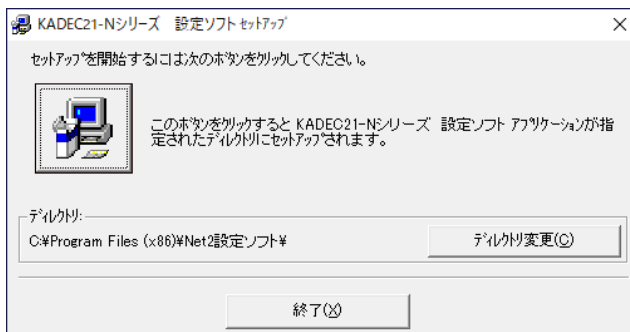 KADEC21-Nシリーズ 設定ソフト セットアップ
セットアップを開始するには次のボタンをクリックしてください。
このボタンをクリックすると KADEC21-Nシリーズ 設定ソフト アプリケーションが指
定されたディレクトリにセットアップされます。
ディレクトリ:
C:¥Program Files (x86)¥Net2設定ソフト¥
ディレクトリ変更(C)
終了(X)